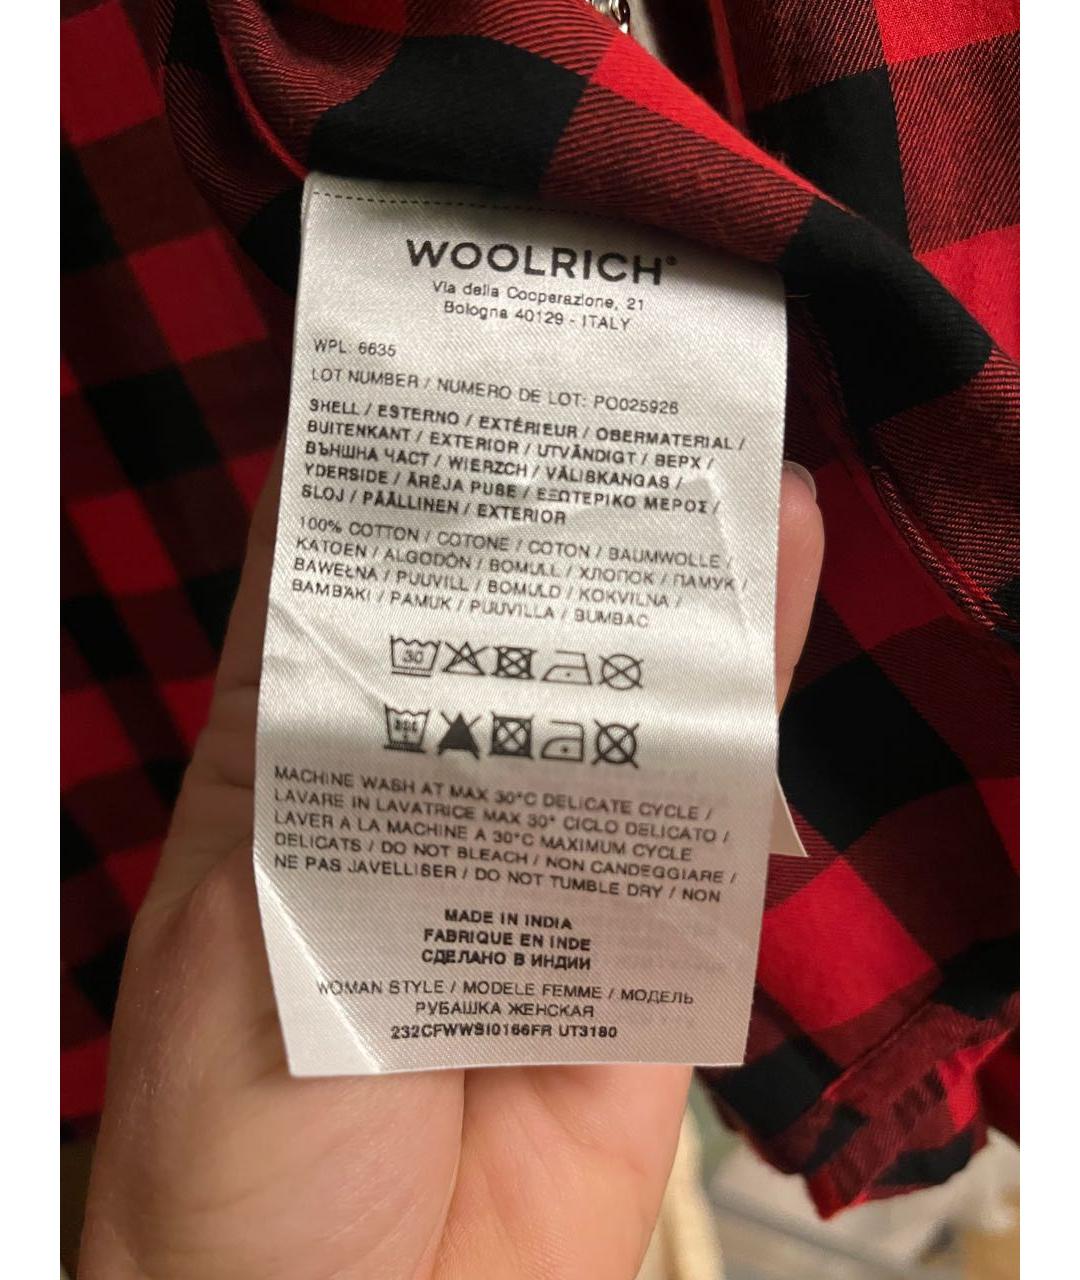 WOOLRICH®
Via della Cooperazione, 21
Bologna 40129 - ITALY
WPL: 6635
LOT NUMBER / NUMERO DE LOT: PO025926
SHELL / ESTERNO / EXTÉRIEUR / OBERMATERIAL /
BUITENKANT / EXTERIOR / UTVÄNDIGT / ВЕРХ /
ВЪНШНА ЧАСТ / WIERZCH / VÄLISKANGAS /
YDERSIDE / ĀRĒJA PUSE / ΕΞΩΤΕΡΙΚΟ ΜΕΡΟΣ /
SLOJ / PÄÄLLINEN / EXTERIOR
100% COTTON / COTONE / COTON / BAUMWOLLE /
KATOEN / ALGODÓN / BOMULL / ХЛОПОК / ПАМУК /
BAWEŁNA / PUUVILL / BOMULD / KOKVILNA /
ΒΑΜΒΆΚΙ / PAMUK / PUUVILLA / BUMBAC
30
MACHINE WASH AT MAX 30°C DELICATE CYCLE /
LAVARE IN LAVATRICE MAX 30° CICLO DELICATO /
LAVER A LA MACHINE A 30°C MAXIMUM CYCLE
DELICATS / DO NOT BLEACH / NON CANDEGGIARE /
NE PAS JAVELLISER / DO NOT TUMBLE DRY / NON
MADE IN INDIA
FABRIQUE EN INDE
СДЕЛАНО В ИНДИИ
WOMAN STYLE / MODELE FEMME / МОДЕЛЬ
РУБАШКА ЖЕНСКАЯ
232CFWWSI0166FR UT3180